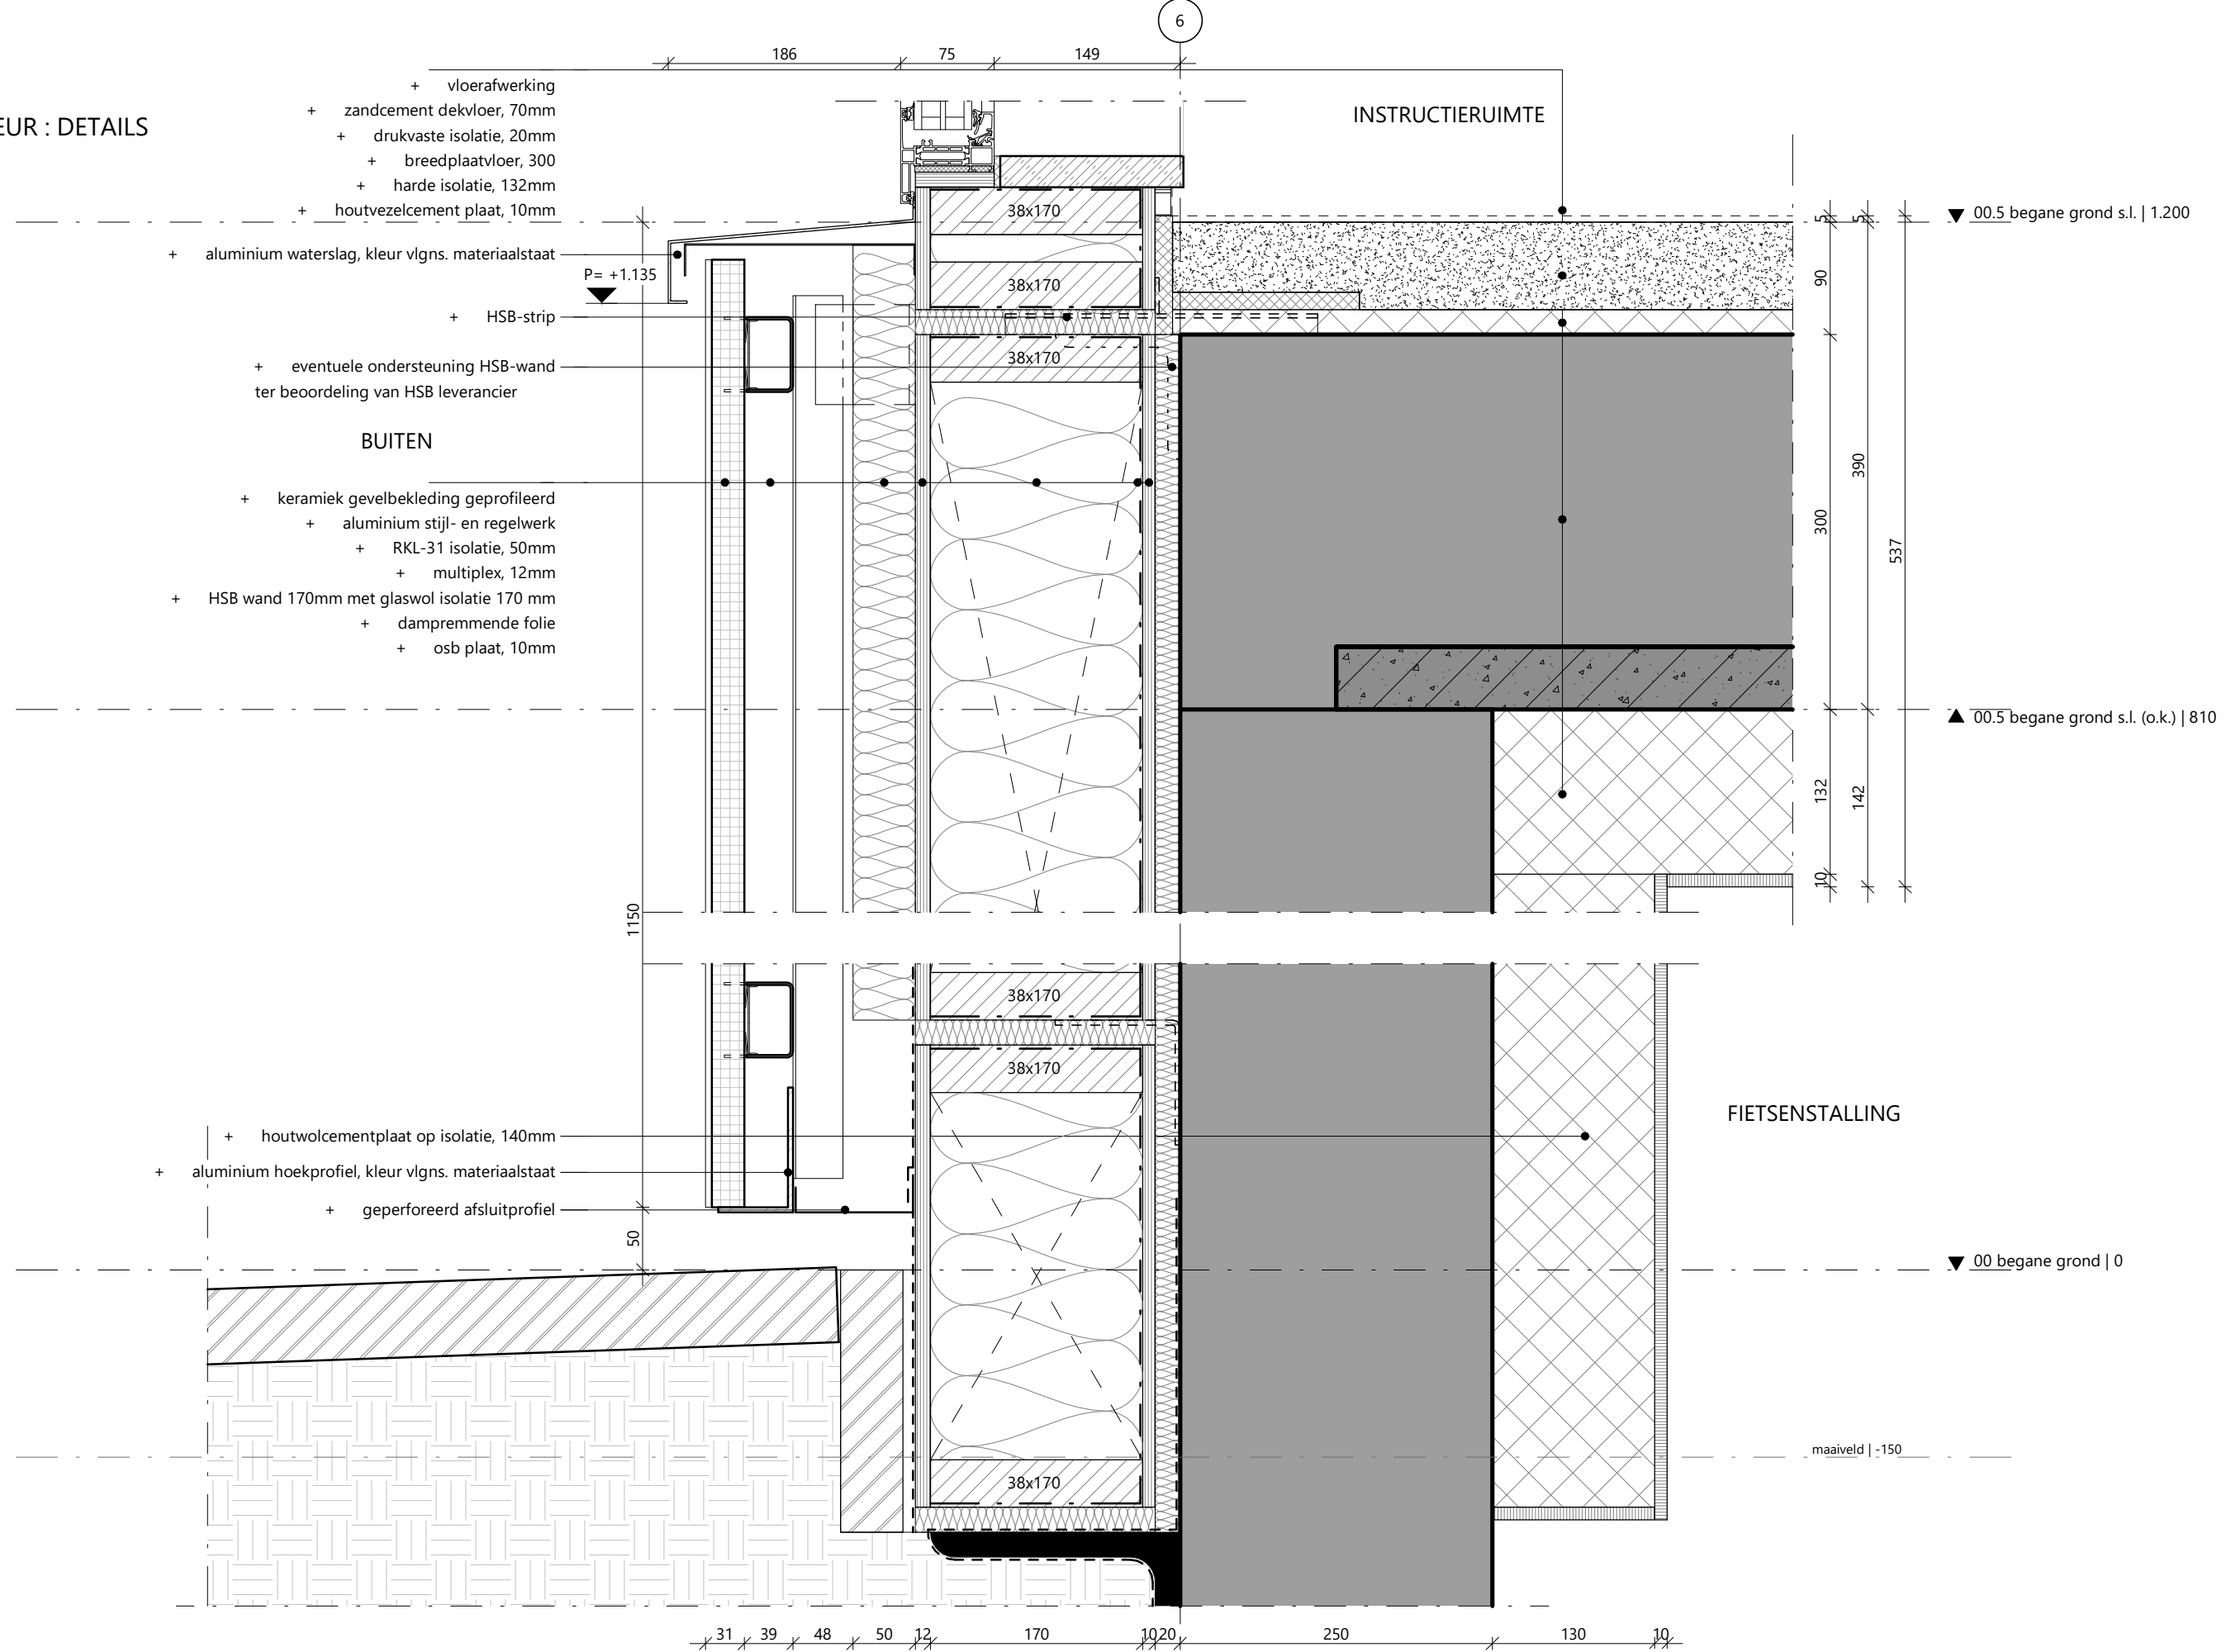 6
186 75 149
+ vloerafwerking
+ zandcement dekvloer, 70mm
+ drukvaste isolatie, 20mm
+ breedplaatvloer, 300
+ harde isolatie, 132mm
+ houtvezelcement plaat, 10mm
EUR : DETAILS
INSTRUCTIERUIMTE
+ aluminium waterslag, kleur vlgns. materiaalstaat
P= +1.135
+ HSB-strip
+ eventuele ondersteuning HSB-wand
ter beoordeling van HSB leverancier
BUITEN
+ keramiek gevelbekleding geprofileerd
+ aluminium stijl- en regelwerk
+ RKL-31 isolatie, 50mm
+ multiplex, 12mm
+ HSB wand 170mm met glaswol isolatie 170 mm
+ dampremmende folie
+ osb plaat, 10mm
38x170
38x170
38x170
5 5
00.5 begane grond s.l. | 1.200
90
390
300
537
00.5 begane grond s.l. (o.k.) | 810
132
142
10
1150
38x170
38x170
FIETSENSTALLING
+ houtwolcementplaat op isolatie, 140mm
+ aluminium hoekprofiel, kleur vlgns. materiaalstaat
+ geperforeerd afsluitprofiel
50
00 begane grond | 0
maaiveld | -150
38x170
31 39 48 50 12 170 10 20 250 130 10